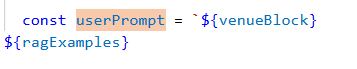 const userPrompt = `${venueBlock}
${ragExamples}